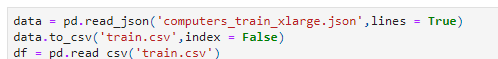 data = pd.read_json('computers_train_xlarge.json',lines = True)
data.to_csv('train.csv',index = False)
df = pd.read_csv('train.csv')